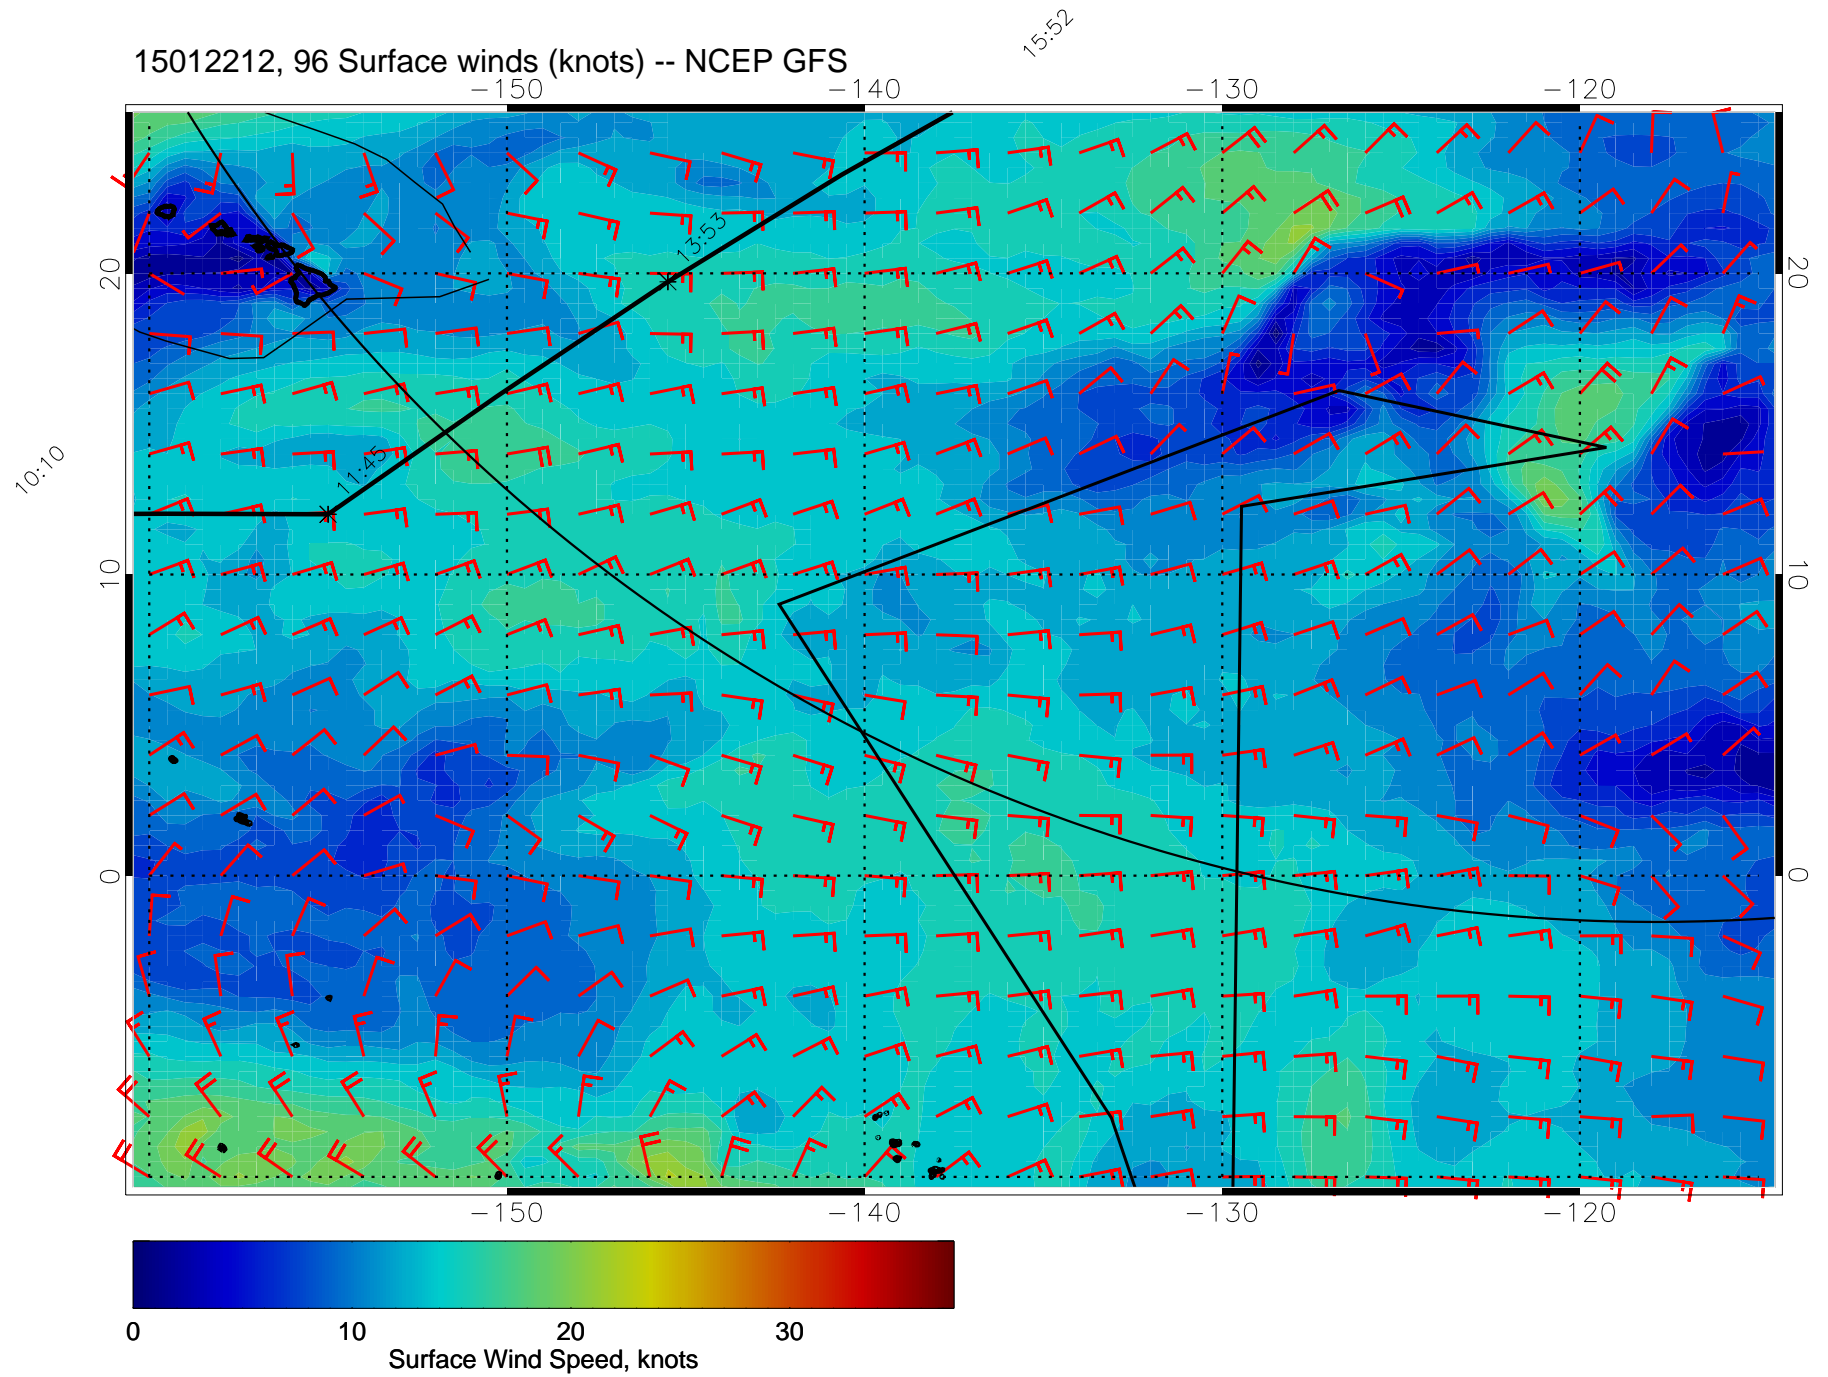 15:52
15012212, 96 Surface winds (knots) -- NCEP GFS
-150 -140 -130 -120
13:53
20 20
11:45
10:10
10 10
0 0
-150 -140 -130 -120
0 10 20 30
Surface Wind Speed, knots